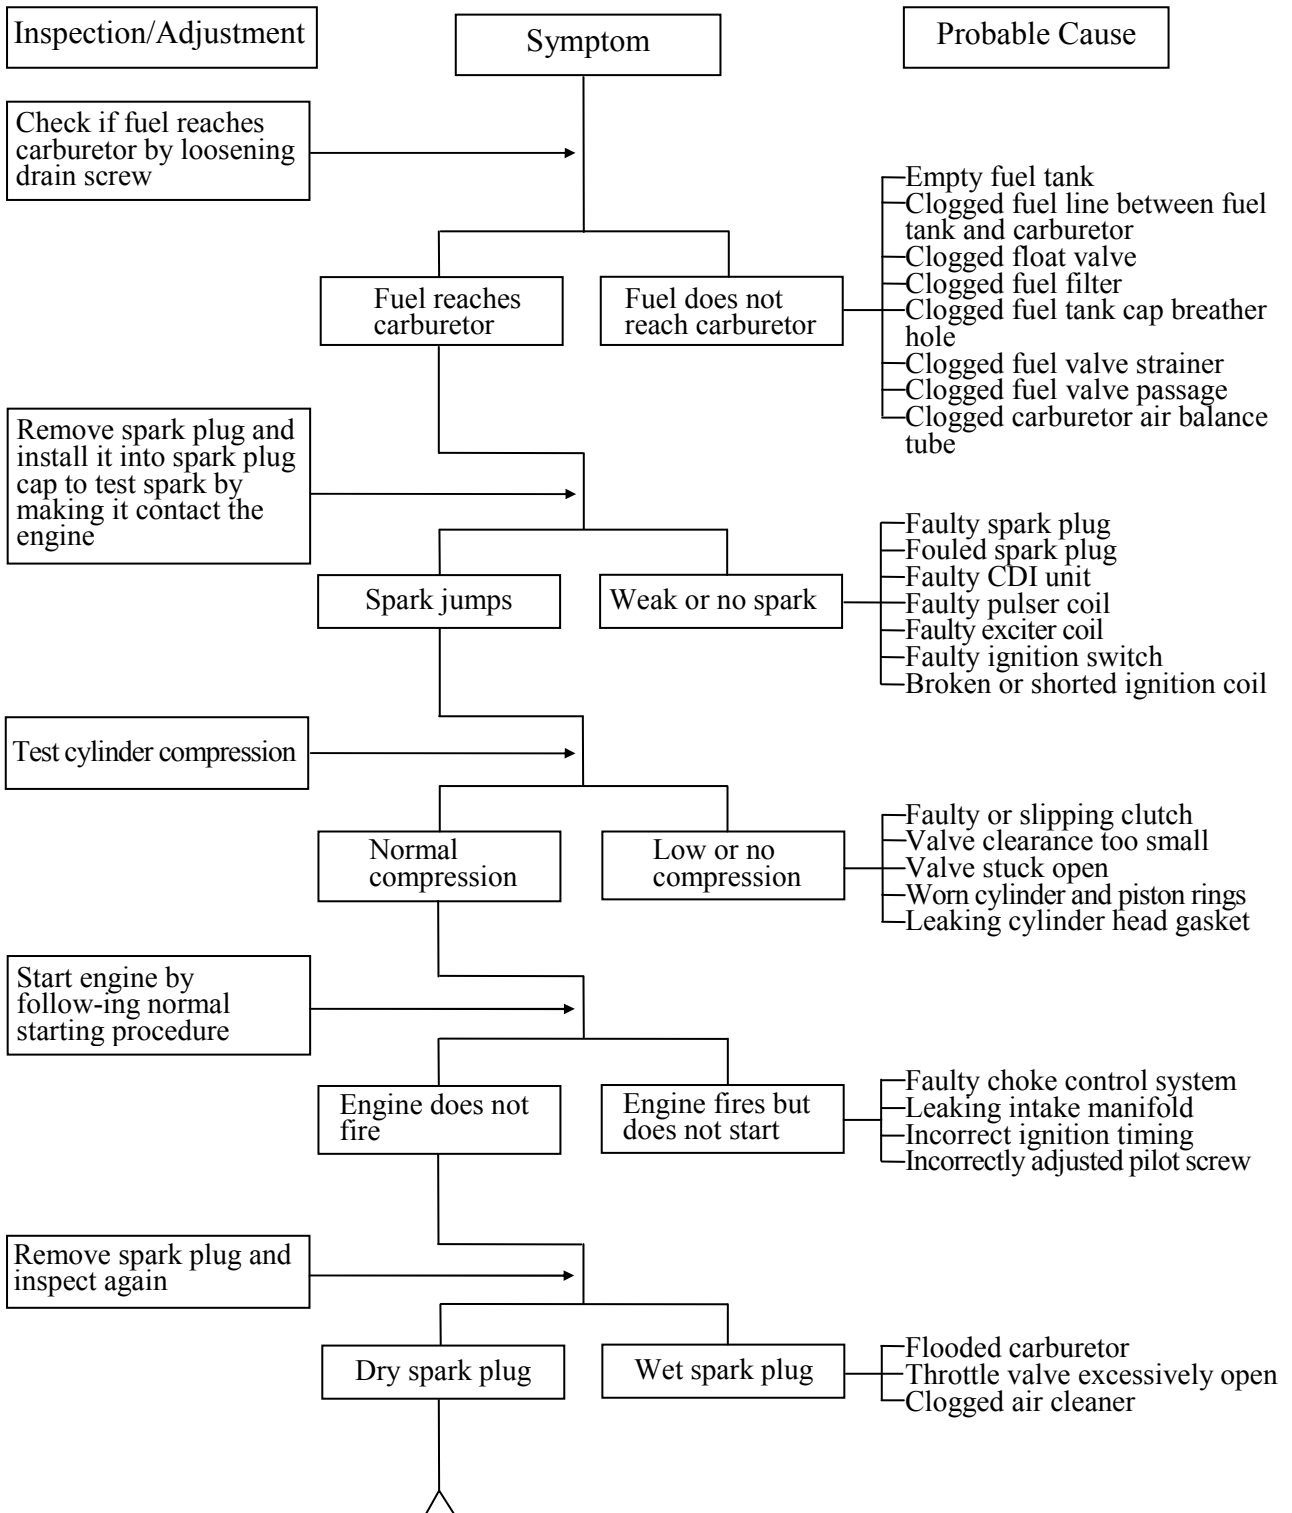 Inspection/Adjustment
Symptom
Probable Cause
Check if fuel reaches
carburetor by loosening
drain screw
Empty fuel tank
Clogged fuel line between fuel
tank and carburetor
Clogged float valve
Clogged fuel filter
Clogged fuel tank cap breather
hole
Clogged fuel valve strainer
Clogged fuel valve passage
Clogged carburetor air balance
tube
Fuel reaches
carburetor
Fuel does not
reach carburetor
Remove spark plug and
install it into spark plug
cap to test spark by
making it contact the
engine
Faulty spark plug
Fouled spark plug
Faulty CDI unit
Faulty pulser coil
Faulty exciter coil
Faulty ignition switch
Broken or shorted ignition coil
Spark jumps
Weak or no spark
Test cylinder compression
Faulty or slipping clutch
Valve clearance too small
Valve stuck open
Worn cylinder and piston rings
Leaking cylinder head gasket
Normal
compression
Low or no
compression
Start engine by
follow-ing normal
starting procedure
Faulty choke control system
Leaking intake manifold
Incorrect ignition timing
Incorrectly adjusted pilot screw
Engine does not
fire
Engine fires but
does not start
Remove spark plug and
inspect again
Dry spark plug
Wet spark plug
Flooded carburetor
Throttle valve excessively open
Clogged air cleaner